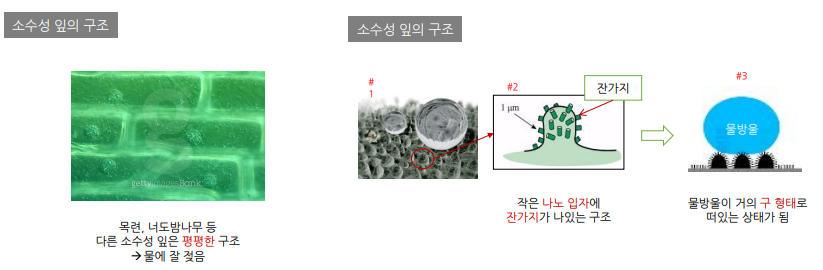 소수성 잎의 구조
gettyimagesBank
목련, 너도밤나무 등
다른 소수성 잎은 평평한 구조
→ 물에 잘 젖음
소수성 잎의 구조
#
1
#2
잔가지
1 μm
작은 나노 입자에
잔가지가 나있는 구조
#3
물방울
물방울이 거의 구 형태로
떠있는 상태가 됨